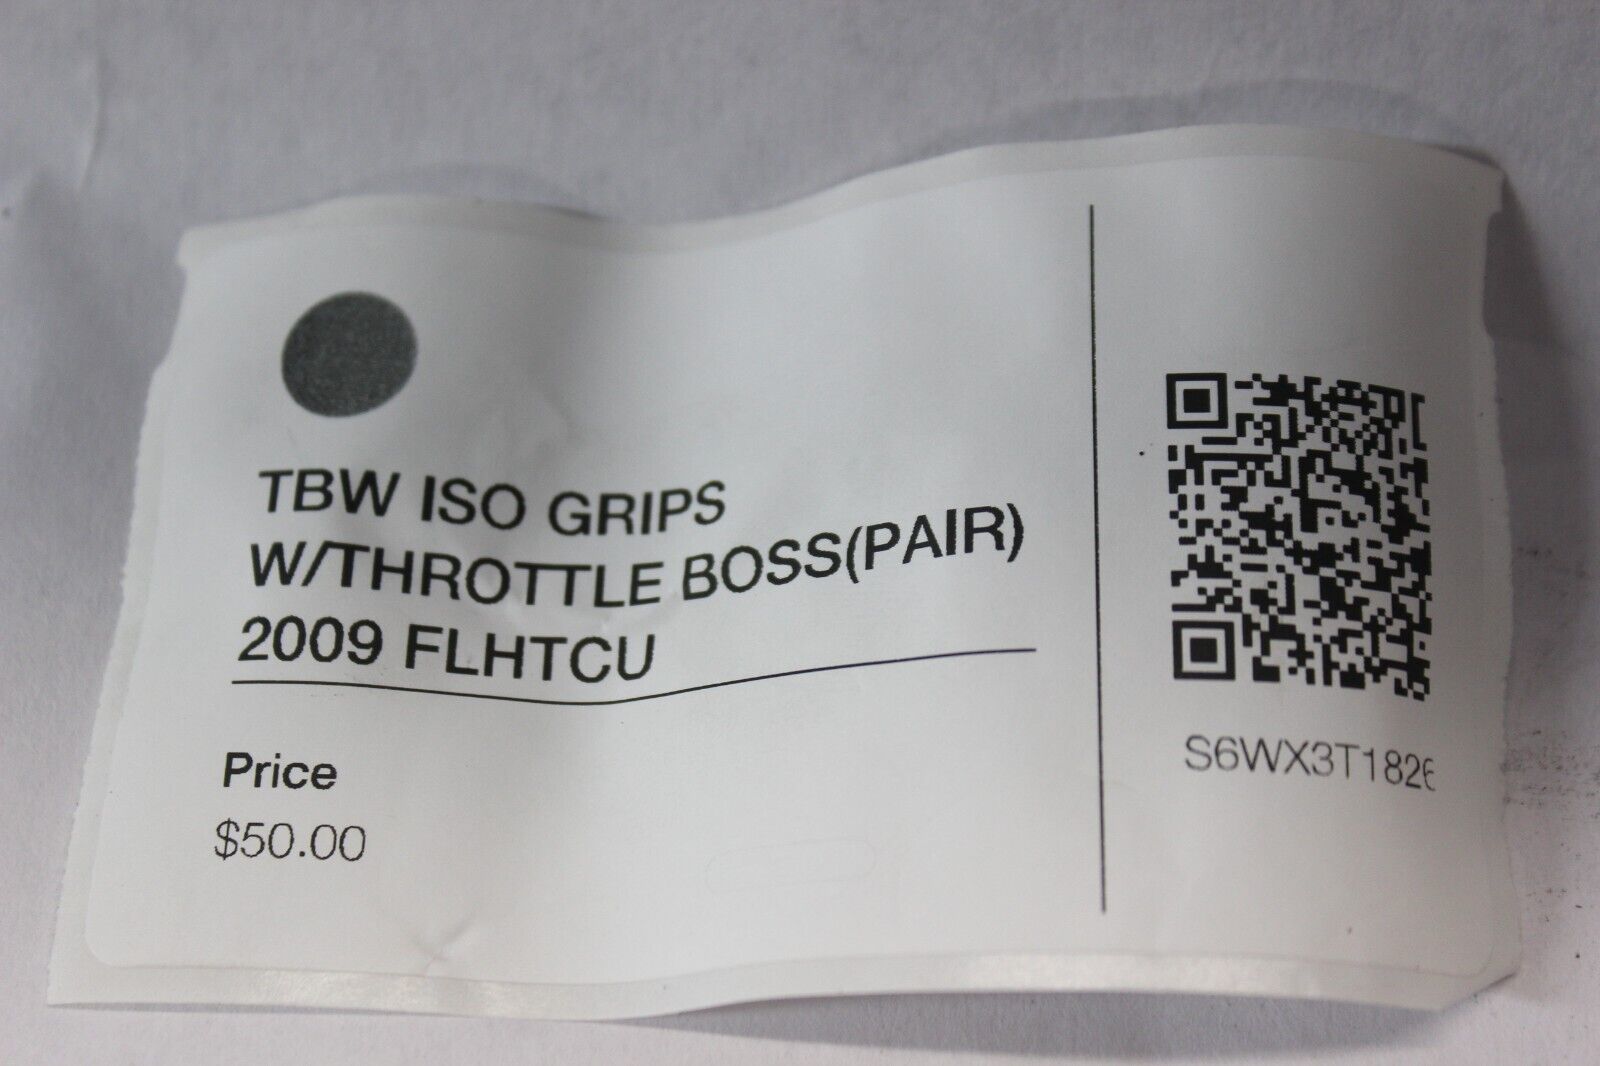 TBW ISO GRIPS
W/THROTTLE BOSS(PAIR)
2009 FLHTCU
Price
$50.00
S6WX3T1826